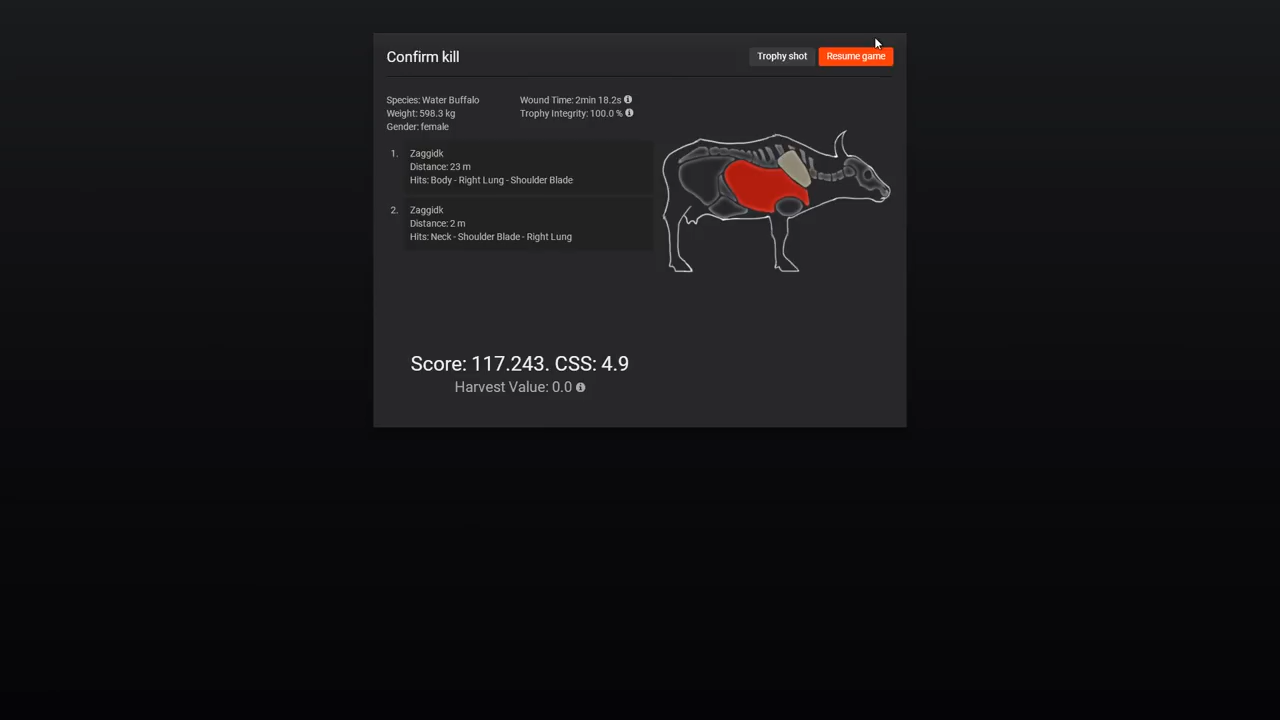 Confirm kill
Trophy shot
Resume game
Species: Water Buffalo
Weight: 598.3 kg
Gender: female
Wound Time: 2min 18.2s
Trophy Integrity: 100.0 %
1. Zaggidk
Distance: 23 m
Hits: Body - Right Lung - Shoulder Blade
2. Zaggidk
Distance: 2 m
Hits: Neck - Shoulder Blade - Right Lung
Score: 117.243. CSS: 4.9
Harvest Value: 0.0